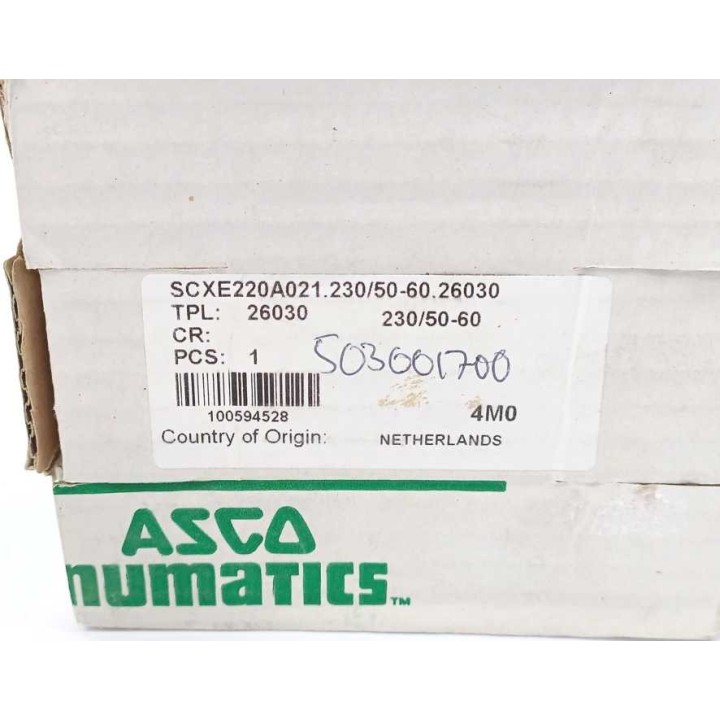 SCXE220A021.230/50-60.26030
TPL: 26030 230/50-60
CR:
PCS: 1 503001700
100594528 4M0
Country of Origin: NETHERLANDS
ASCO
numatics™